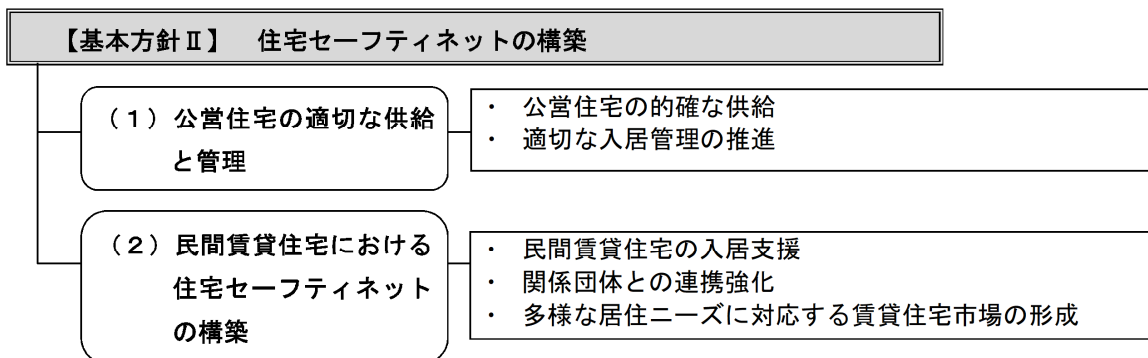 【基本方針Ⅱ】　住宅セーフティネットの構築
（１）公営住宅の適切な供給
と管理
・　公営住宅の的確な供給
・　適切な入居管理の推進
（２）民間賃貸住宅における
住宅セーフティネット
の構築
・　民間賃貸住宅の入居支援
・　関係団体との連携強化
・　多様な居住ニーズに対応する賃貸住宅市場の形成